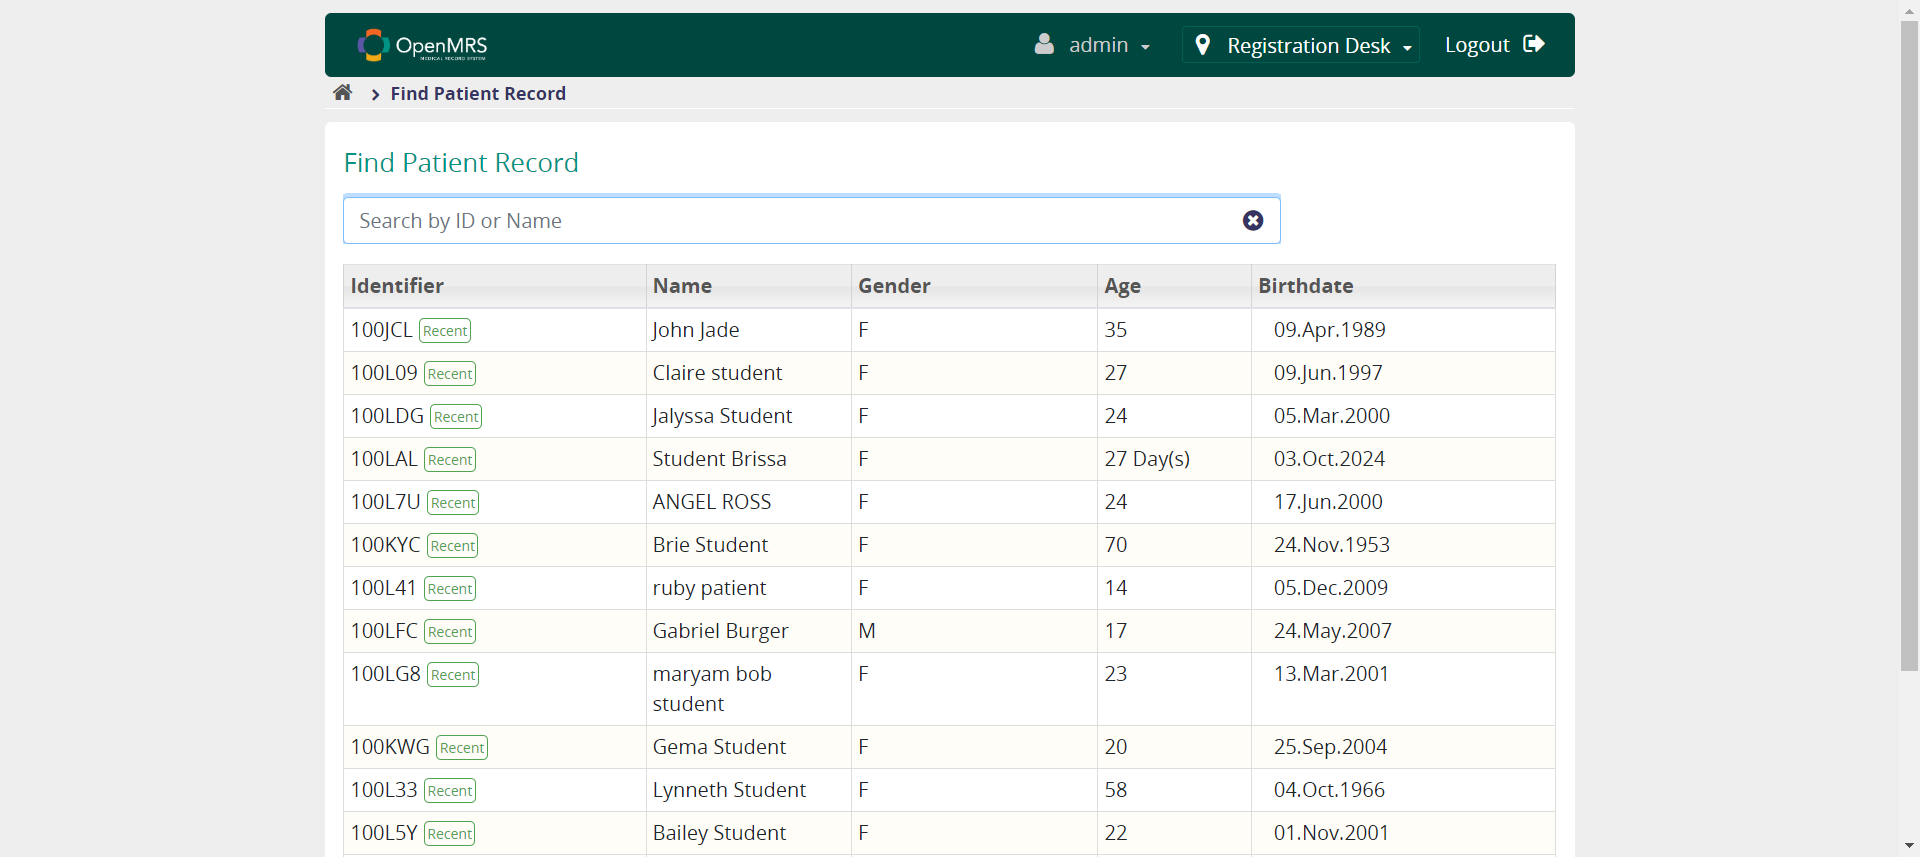 OpenMRS
MEDICAL RECORD SYSTEM
admin
Registration Desk
Logout
Find Patient Record
Find Patient Record
Search by ID or Name
Identifier Name Gender Age Birthdate
100JCL Recent John Jade F 35 09.Apr.1989
100L09 Recent Claire student F 27 09.Jun.1997
100LDG Recent Jalyssa Student F 24 05.Mar.2000
100LAL Recent Student Brissa F 27 Day(s) 03.Oct.2024
100L7U Recent ANGEL ROSS F 24 17.Jun.2000
100KYC Recent Brie Student F 70 24.Nov.1953
100L41 Recent ruby patient F 14 05.Dec.2009
100LFC Recent Gabriel Burger M 17 24.May.2007
100LG8 Recent maryam bob F 23 13.Mar.2001
student
100KWG Recent Gema Student F 20 25.Sep.2004
100L33 Recent Lynneth Student F 58 04.Oct.1966
100L5Y Recent Bailey Student F 22 01.Nov.2001